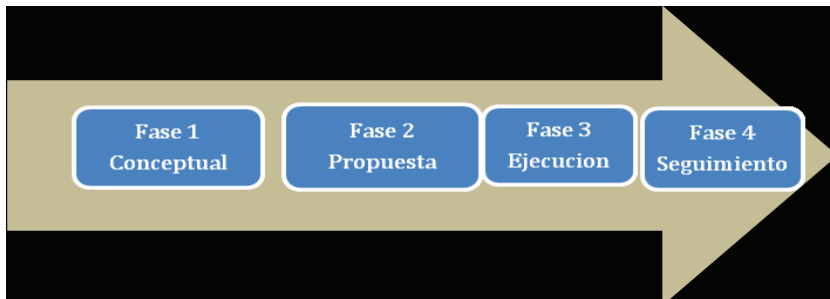 Fase 1
Conceptual
Fase 2
Propuesta
Fase 3
Ejecucion
Fase 4
Seguimiento